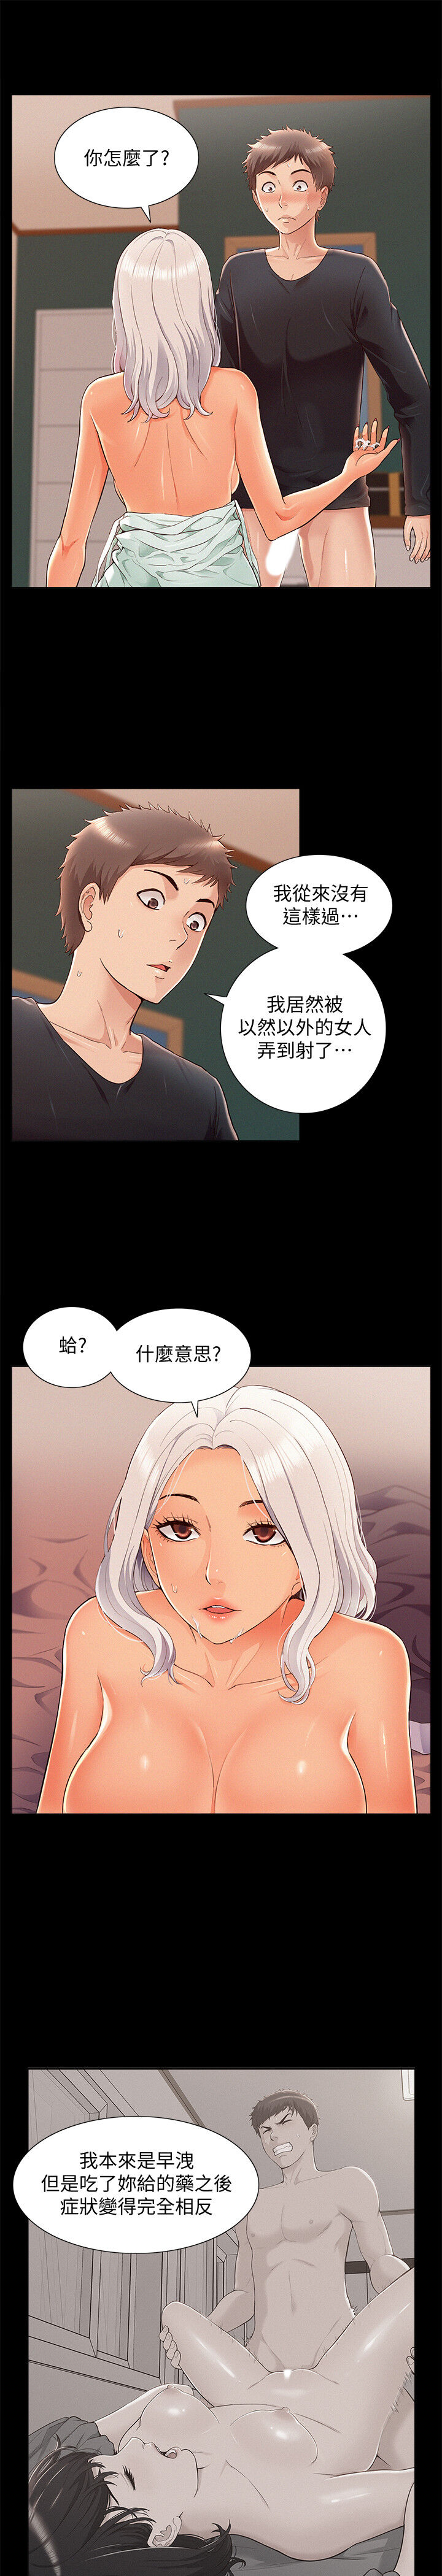 你怎麼了?
我從來沒有
這樣過…
我居然被
以然以外的女人
弄到射了…
蛤?
什麼意思?
我本來是早洩
但是吃了妳給的藥之後
症狀變得完全相反